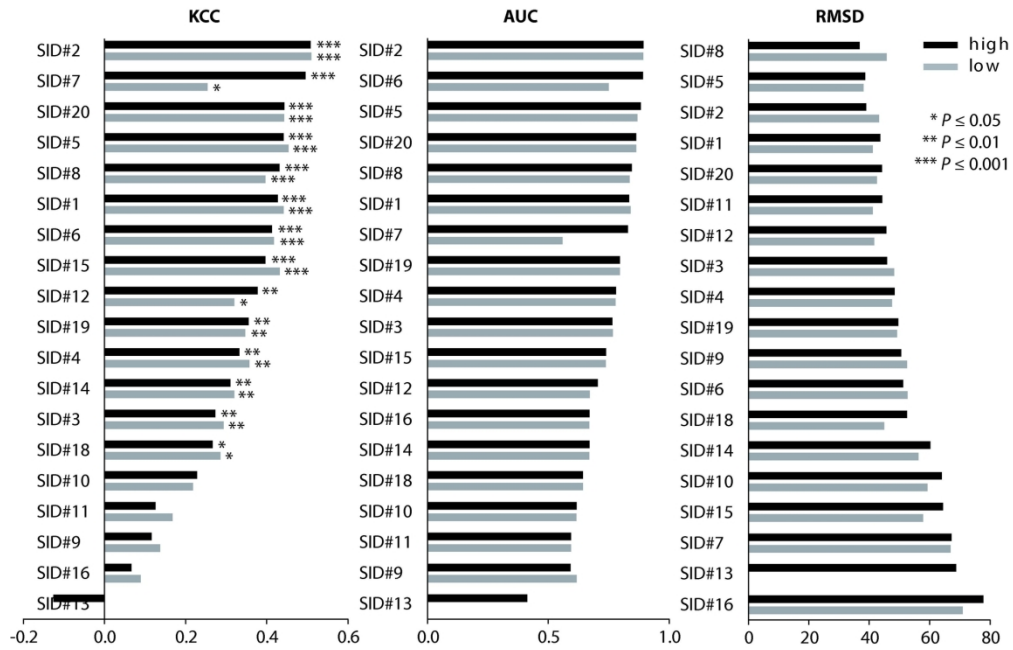 KCC
AUC
RMSD
SID#2 ***
***
SID#7 ***
*
SID#20 ***
***
SID#5 ***
***
SID#8 ***
***
SID#1 ***
***
SID#6 ***
***
SID#15 ***
***
SID#12 **
*
SID#19 **
**
SID#4 **
**
SID#14 **
**
SID#3 **
**
SID#18 *
*
SID#10
SID#11
SID#9
SID#16
SID#13
-0.2 0.0 0.2 0.4 0.6
SID#2
SID#6
SID#5
SID#20
SID#8
SID#1
SID#7
SID#19
SID#4
SID#3
SID#15
SID#12
SID#16
SID#14
SID#18
SID#10
SID#11
SID#9
SID#13
0.0 0.5 1.0
SID#8
SID#5
SID#2
SID#1
SID#20
SID#11
SID#12
SID#3
SID#4
SID#19
SID#9
SID#6
SID#18
SID#14
SID#10
SID#15
SID#7
SID#13
SID#16
0 20 40 60 80
high
low
* P ≤ 0.05
** P ≤ 0.01
*** P ≤ 0.001